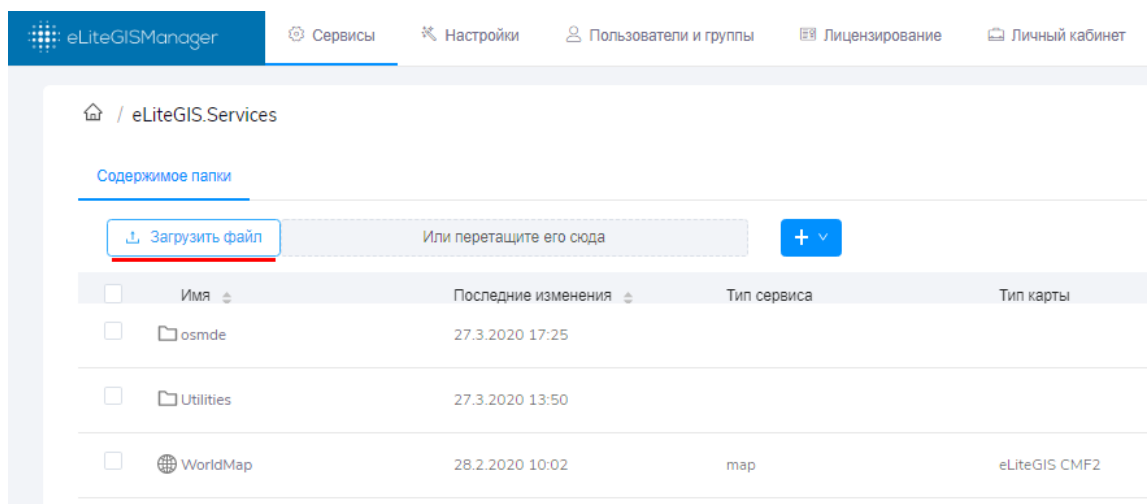 eLiteGISManager Сервисы Настройки Пользователи и группы Лицензирование Личный кабинет
/ eLiteGIS.Services
Содержимое папки
Загрузить файл Или перетащите его сюда +
Имя Последние изменения Тип сервиса Тип карты
osmde 27.3.2020 17:25
Utilities 27.3.2020 13:50
WorldMap 28.2.2020 10:02 map eLiteGIS CMF2